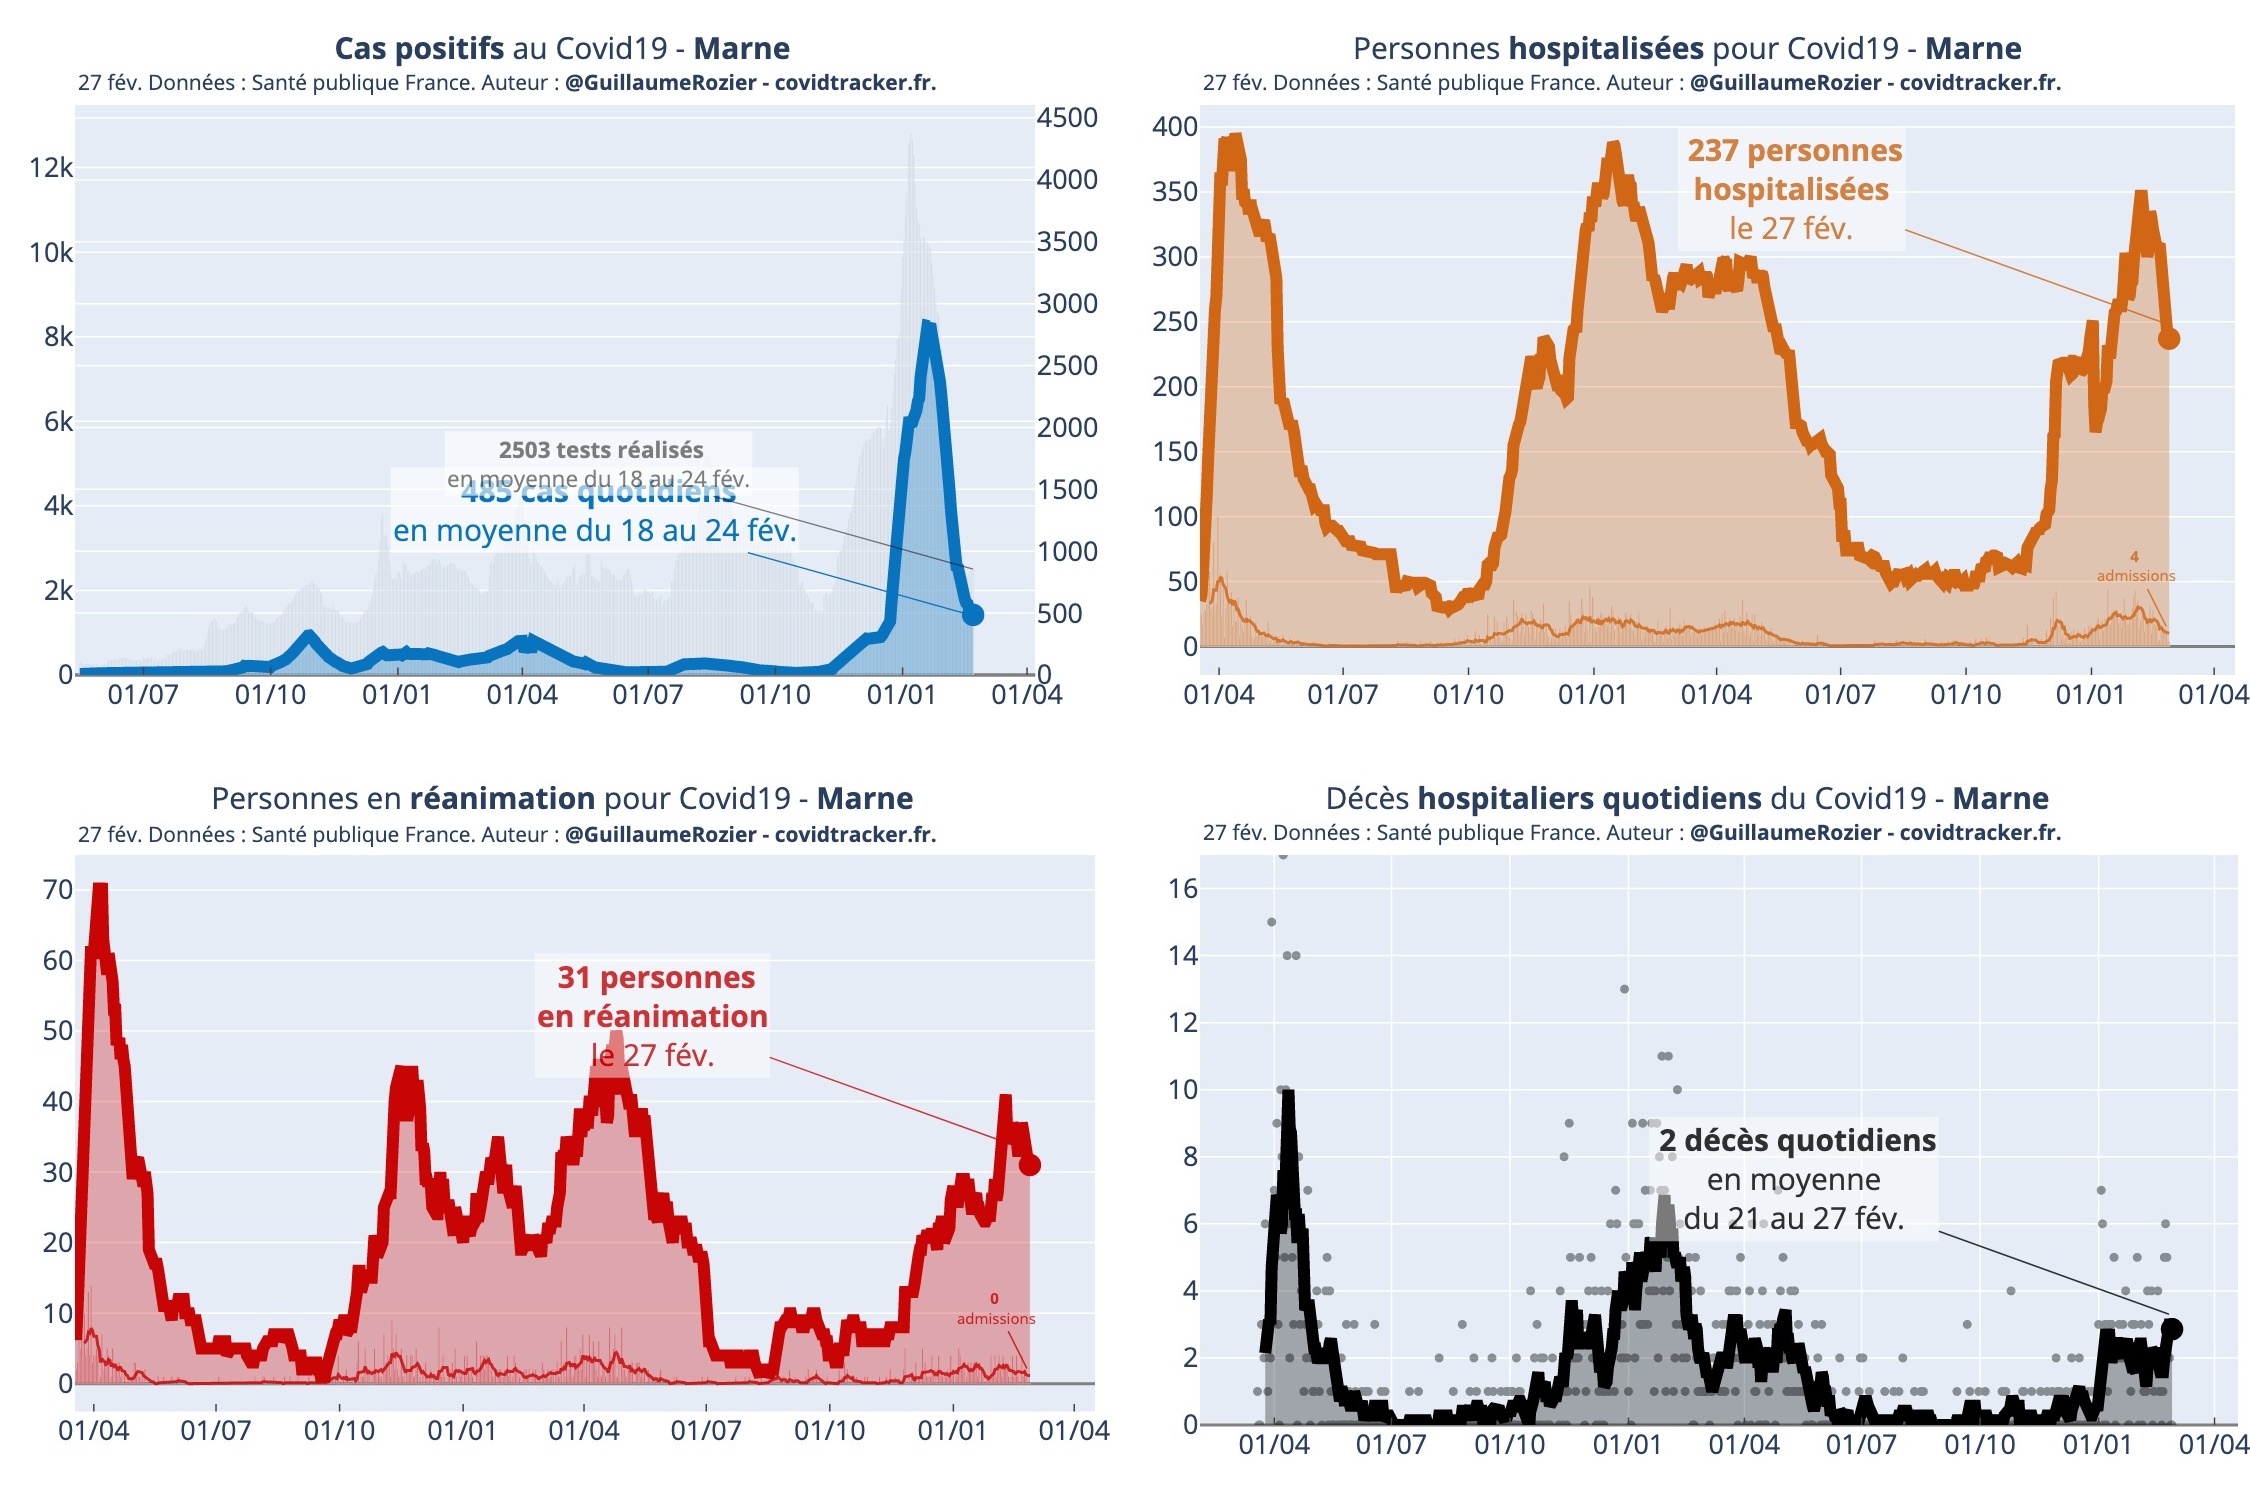 Cas positifs au Covid19 - Marne
27 fév. Données : Santé publique France. Auteur : @GuillaumeRozier - covidtracker.fr.
4500
12k
4000
10k
3500
3000
8k
2500
6k
2000
2503 tests réalisés
en moyenne du 18 au 24 fév.
485 cas quotidiens
en moyenne du 18 au 24 fév.
1500
4k
1000
2k
500
0
0
01/07 01/10 01/01 01/04 01/07 01/10 01/01 01/04
Personnes hospitalisées pour Covid19 - Marne
27 fév. Données : Santé publique France. Auteur : @GuillaumeRozier - covidtracker.fr.
400
237 personnes
hospitalisées
le 27 fév.
350
300
250
200
150
100
4
admissions
50
0
01/04 01/07 01/10 01/01 01/04 01/07 01/10 01/01 01/04
Personnes en réanimation pour Covid19 - Marne
27 fév. Données : Santé publique France. Auteur : @GuillaumeRozier - covidtracker.fr.
70
60
31 personnes
en réanimation
le 27 fév.
50
40
30
20
10
0
admissions
0
01/04 01/07 01/10 01/01 01/04 01/07 01/10 01/01 01/04
Décès hospitaliers quotidiens du Covid19 - Marne
27 fév. Données : Santé publique France. Auteur : @GuillaumeRozier - covidtracker.fr.
16
14
12
10
2 décès quotidiens
en moyenne
du 21 au 27 fév.
8
6
4
2
0
01/04 01/07 01/10 01/01 01/04 01/07 01/10 01/01 01/04